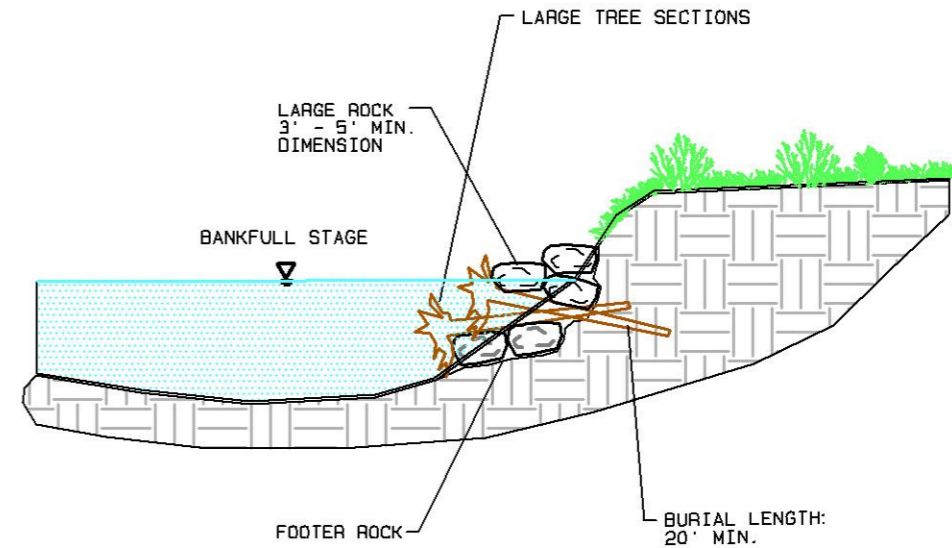 LARGE TREE SECTIONS
LARGE ROCK
3' - 5' MIN.
DIMENSION
BANKFULL STAGE
FOOTER ROCK
BURIAL LENGTH:
20' MIN.